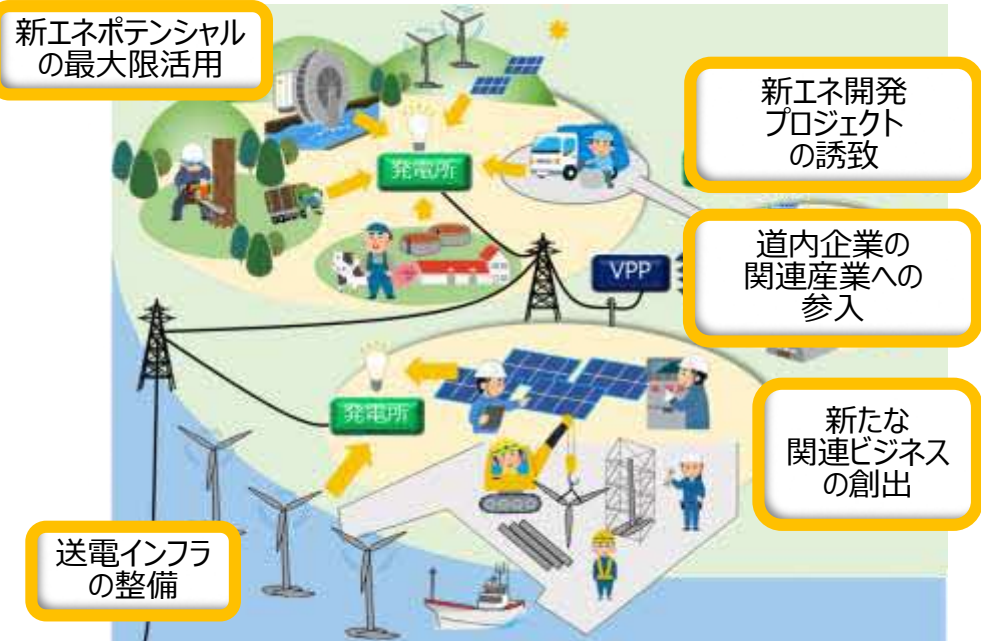 新エネポテンシャル
の最大限活用
新エネ開発
プロジェクト
の誘致
発電所
道内企業の
関連産業への
参入
VPP
発電所
新たな
関連ビジネス
の創出
送電インフラ
の整備